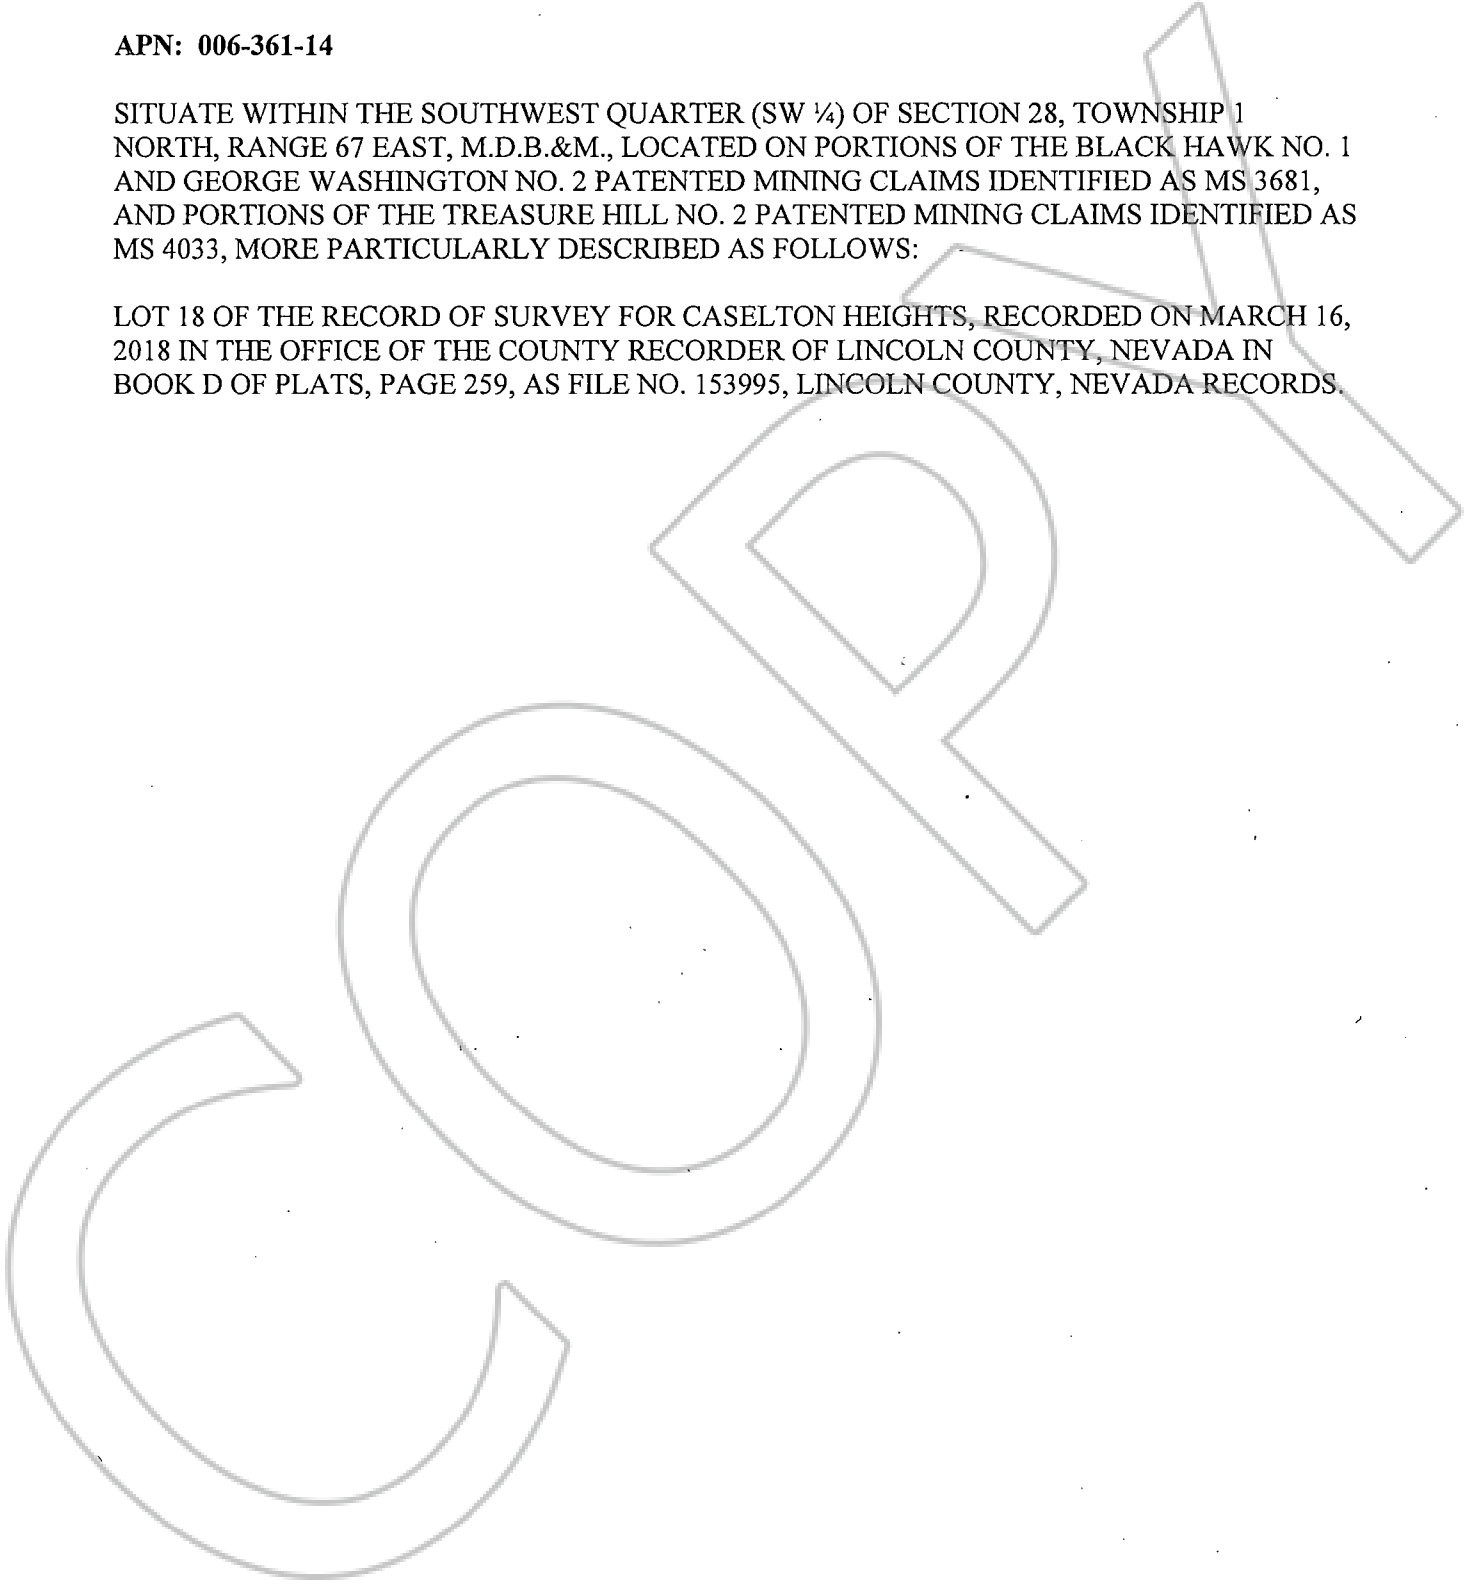 APN: 006-361-14
SITUATE WITHIN THE SOUTHWEST QUARTER (SW ¼) OF SECTION 28, TOWNSHIP 1
NORTH, RANGE 67 EAST, M.D.B.&M., LOCATED ON PORTIONS OF THE BLACK HAWK NO. 1
AND GEORGE WASHINGTON NO. 2 PATENTED MINING CLAIMS IDENTIFIED AS MS 3681,
AND PORTIONS OF THE TREASURE HILL NO. 2 PATENTED MINING CLAIMS IDENTIFIED AS
MS 4033, MORE PARTICULARLY DESCRIBED AS FOLLOWS:
LOT 18 OF THE RECORD OF SURVEY FOR CASELTON HEIGHTS, RECORDED ON MARCH 16,
2018 IN THE OFFICE OF THE COUNTY RECORDER OF LINCOLN COUNTY, NEVADA IN
BOOK D OF PLATS, PAGE 259, AS FILE NO. 153995, LINCOLN COUNTY, NEVADA RECORDS.
COPY